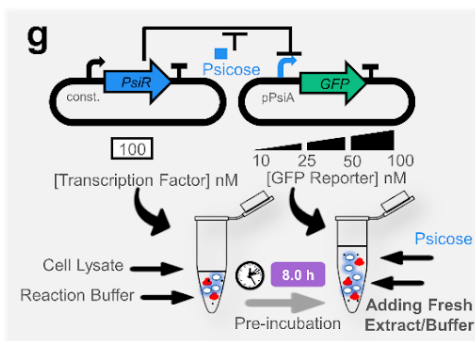 g
PsiR
Psicose
GFP
const.
pPsiA
100
10 25 50 100
[Transcription Factor] nM
[GFP Reporter] nM
Cell Lysate
Reaction Buffer
8.0 h
Pre-incubation
Psicose
Adding Fresh
Extract/Buffer